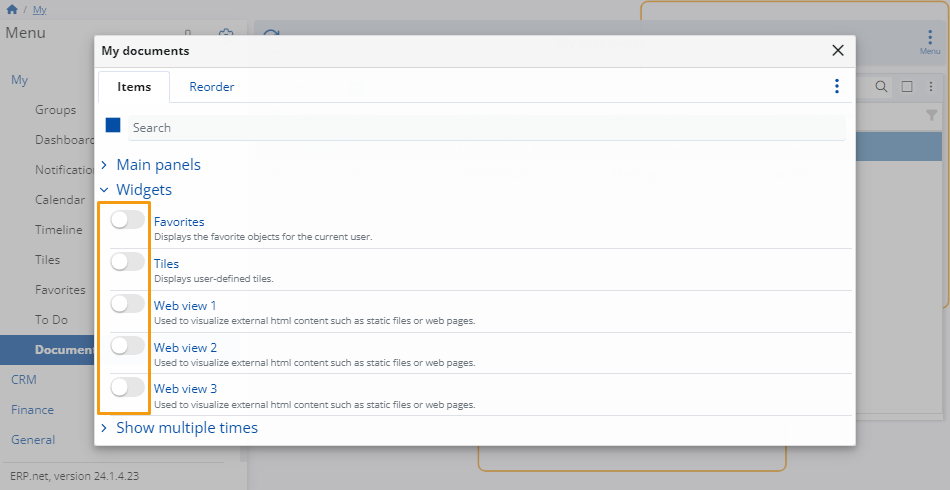 / My
Menu
Menu
My documents
Items
Reorder
Search
Main panels
Widgets
Favorites
Displays the favorite objects for the current user.
Tiles
Displays user-defined tiles.
Web view 1
Used to visualize external html content such as static files or web pages.
Web view 2
Used to visualize external html content such as static files or web pages.
Web view 3
Used to visualize external html content such as static files or web pages.
Show multiple times
My
Groups
Dashboard
Notificatio
Calendar
Timeline
Tiles
Favorites
To Do
Document
CRM
Finance
General
ERP.net, version 24.1.4.23